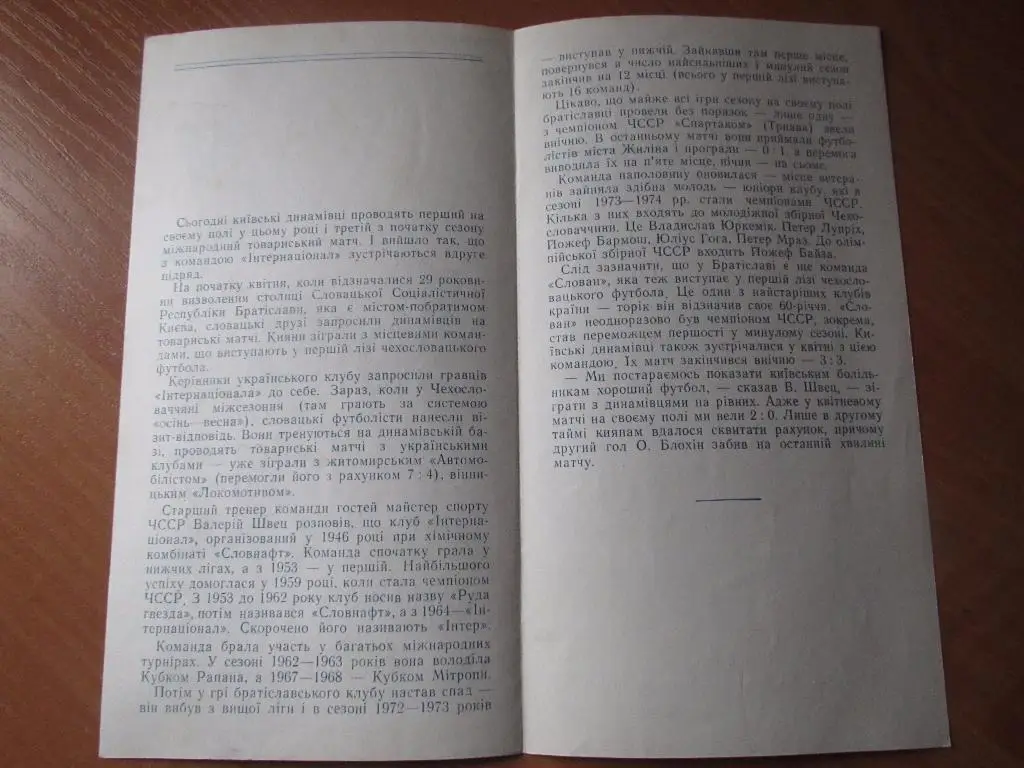 Сьогодні київські динамівці проводять перший на
своєму полі у цьому році і третій з початку сезону
міжнародний товариський матч. І вийшло так, що
з командою «Інтернаціонал» зустрічаються вдруге
підряд.
На початку квітня, коли відзначалися 29 рокови-
ни визволення столиці Словацької Соціалістичної
Республіки Братіслави, яка є містом-побратимом
Києва, словацькі друзі запросили динамівців на
товариські матчі. Кияни зіграли з місцевими коман-
дами, що виступають у першій лізі чехословацького
футбола.
Керівники українського клубу запросили гравців
«Інтернаціонала» до себе. Зараз, коли у Чехосло-
ваччяні міжсезоння (там грають за системою
«осінь—весна»), словацькі футболісти нанесли ві-
зит-відповідь. Вони тренуються на динамівській ба-
зі, проводять товариські матчі з українськими
клубами — уже зіграли з житомирським «Автомо-
білістом» (перемогли його з рахунком 7 : 4), вінни-
цьким «Локомотивом».
Старший тренер команди гостей майстер спорту
ЧССР Валерій Швец розповів, що клуб «Інтерна-
ціонал», організований у 1946 році при хімічному
комбінаті «Словнафт». Команда спочатку грала у
нижчих лігах, а з 1953 — у першій. Найбільшого
успіху домоглася у 1959 році, коли стала чемпіоном
ЧССР. З 1953 до 1962 року клуб носив назву «Руда
гвезда», потім називався «Словнафт», а з 1964—«Ін-
тернаціонал». Скорочено його називають «Інтер».
Команда брала участь у багатьох міжнародних
турнірах. У сезоні 1962—1963 років вона володіла
Кубком Рапана, а 1967—1968 — Кубком Мітропи.
Потім у грі братіславського клубу настав спад —
він вибув з вищої ліги і в сезоні 1972—1973 років
— виступав у нижчій. Зайнявши там перше місце,
повернувся в число найсильніших і минулий сезон
закінчив на 12 місці (всього у першій лізі виступа-
ють 16 команд).
Цікаво, що майже всі ігри сезону на своєму полі
братіславці провели без поразок — лише одну —
з чемпіоном ЧССР «Спартаком» (Трнава) звели
внічию. В останньому матчі вони приймали футбо-
лістів міста Жиліна і програли — 0 : 1, а перемога
виводила їх на п'яте місце, нічия — на сьоме.
Команда наполовину оновилася — місце ветера-
нів зайняла здібна молодь — юніори клубу, які в
сезоні 1973—1974 рр. стали чемпіонами ЧССР.
Кілька з них входять до молодіжної збірної Чехо-
словаччини. Це Владислав Юркемік, Петер Лупріх,
Йожеф Бармош, Юліус Гога, Петер Мраз. До олім-
пійської збірної ЧССР входить Йожеф Байза.
Слід зазначити, що у Братіславі є ще команда
«Слован», яка теж виступає у першій лізі чехосло-
вацького футбола. Це один з найстаріших клубів
країни — торік він відзначив своє 60-річчя. «Сло-
ван» неодноразово був чемпіоном ЧССР, зокрема,
став переможцем першості у минулому сезоні. Ки-
ївські динамівці також зустрічалися у квітні з цією
командою. Їх матч закінчився внічию — 3 : 3.
— Ми постараємось показати київським боліль-
никам хороший футбол, — сказав В. Швец, — зі-
грати з динамівцями на рівних. Адже у квітневому
матчі на своєму полі ми вели 2 : 0. Лише в другому
таймі киянам вдалося сквитати рахунок, причому
другий гол О. Блохін забив на останній хвилині
матчу.